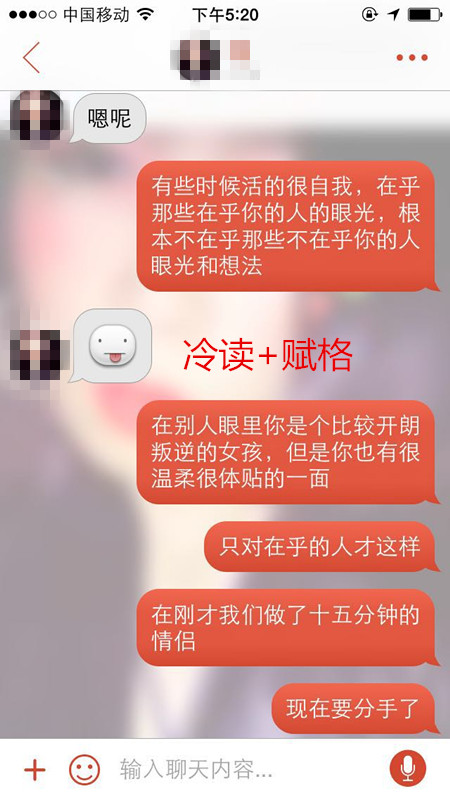 中国移动 下午5:20
嗯呢
有些时候活的很自我，在乎
那些在乎你的人的眼光，根
本不在乎那些不在乎你的人
眼光和想法
冷读+赋格
在别人眼里你是个比较开朗
叛逆的女孩，但是你也有很
温柔很体贴的一面
只对在乎的人才这样
在刚才我们做了十五分钟的
情侣
现在要分手了
输入聊天内容...